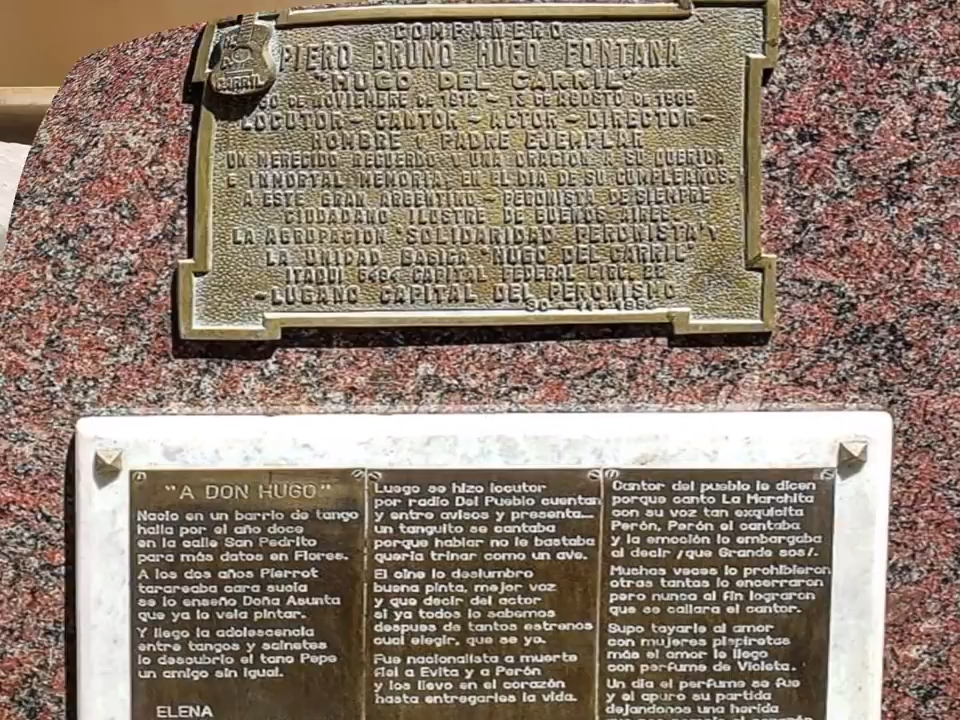 COMPAÑERO
PIERO BRUNO HUGO FONTANA
"HUGO DEL CARRIL"
CARRIL
30 DE NOVIEMBRE DE 1912 - 13 DE AGOSTO DE 1989
LOCUTOR - CANTOR - ACTOR - DIRECTOR -
HOMBRE Y PADRE EJEMPLAR
UN MERECIDO RECUERDO Y UNA ORACION A SU QUERIDA
E INMORTAL MEMORIA, EN EL DIA DE SU CUMPLEAÑOS.
A ESTE GRAN ARGENTINO - PERONISTA DE SIEMPRE
CIUDADANO ILUSTRE DE BUENOS AIRES.
LA AGRUPACION "SOLIDARIDAD PERONISTA" Y
LA UNIDAD BASICA "HUGO DEL CARRIL"
ITAQUI 6484 CAPITAL FEDERAL CIRC. 22
-LUGANO CAPITAL DEL PERONISMO
"A DON HUGO"
Nacio en un barrio de tango
halla por el año doce
en la calle San Pedrito
para más datos en Flores.
A los dos años Pierrot
tarareaba cara sucia
se lo enseño Doña Asunta
que ya lo veia pintar.
Y llego la adolescencia
entre tangos y sainetes
lo descubrio el tano Pepe
un amigo sin igual.
ELENA
Luego se hizo locutor
por radio Del Pueblo cuentan
y entre avisos y presenta...
un tanguito se cantaba
porque hablar no le bastaba
queria trinar como un ave.
El cine lo deslumbro
buena pinta, mejor voz
y que decir del actor
si ya todos lo sabemos
despues de tantos estrenos
cual elegir, que se yo.
Fue nacionalista a muerte
fiel a Evita y a Perón
y los llevo en el corazón
hasta entregarles la vida.
Cantor del pueblo le dicen
porque canto La Marchita
con su voz tan exquicita
Perón, Perón el cantaba
y la emoción lo embargaba
al decir ¡que Grande sos!.
Muchas veces lo prohibieron
otras tantas lo encerraron
pero nunca al fin lograron
que se callara el cantor.
Supo tayarle al amor
con mujeres pispiretas
más el amor le llego
con perfume de Violeta.
Un dia el perfume se fue
y el apuro su partida
dejandonos una herida